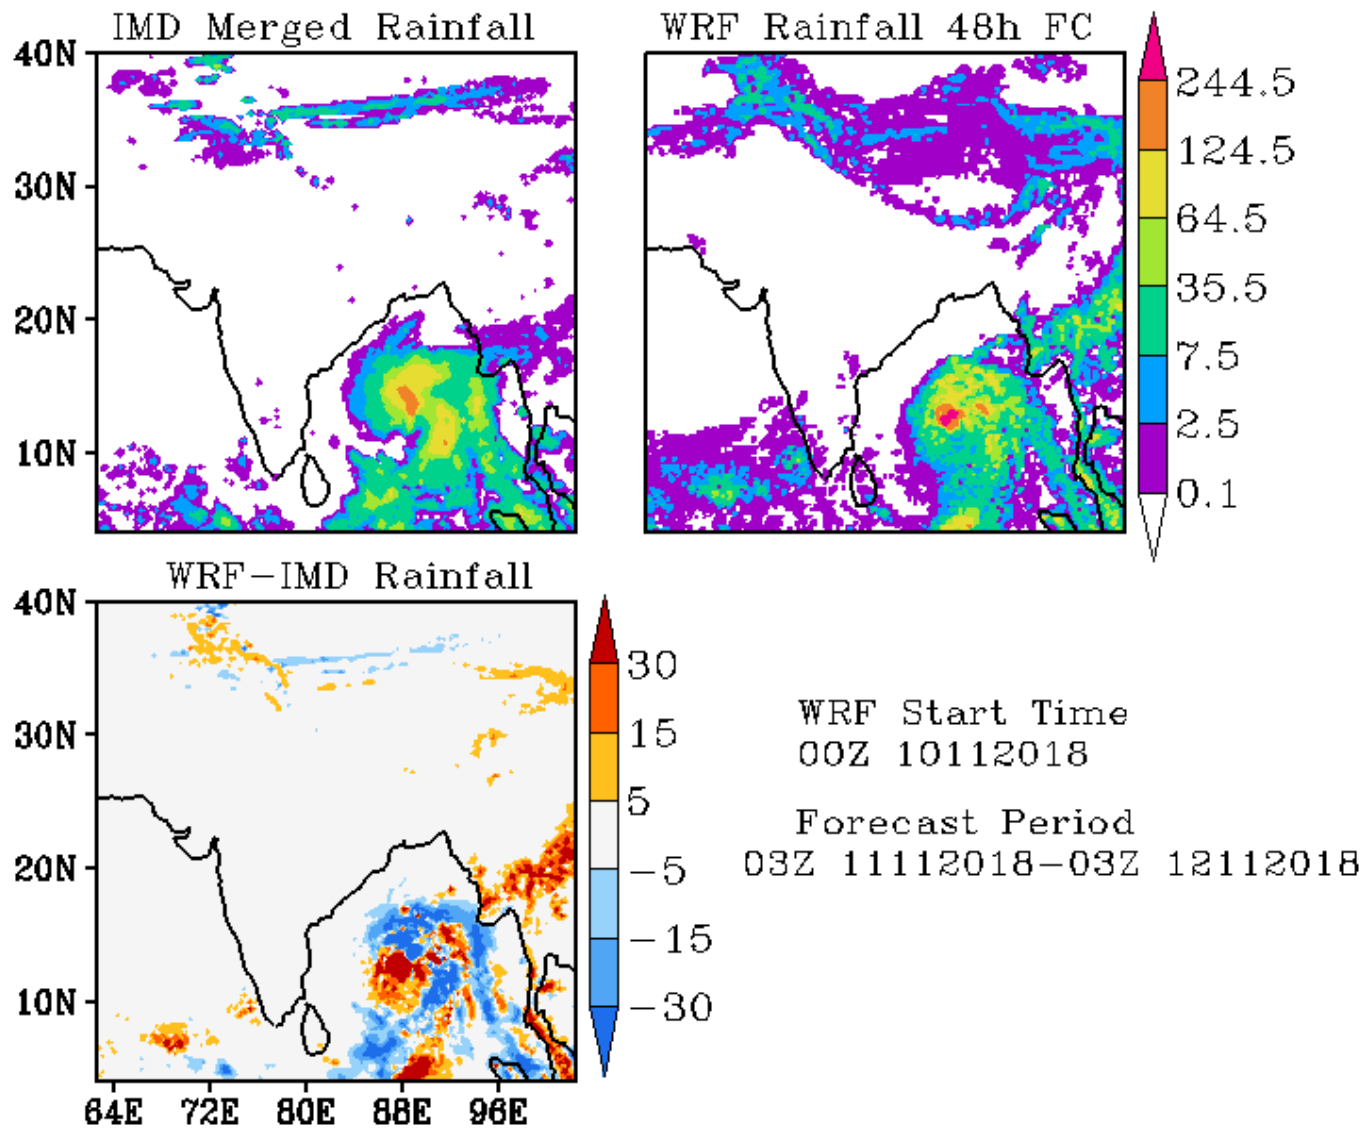 IMD Merged Rainfall
WRF Rainfall 48h FC
40N
30N
20N
10N
244.5
124.5
64.5
35.5
7.5
2.5
0.1
WRF-IMD Rainfall
40N
30N
20N
10N
64E 72E 80E 88E 96E
30
15
5
-5
-15
-30
WRF Start Time
00Z 10112018
Forecast Period
03Z 11112018-03Z 12112018